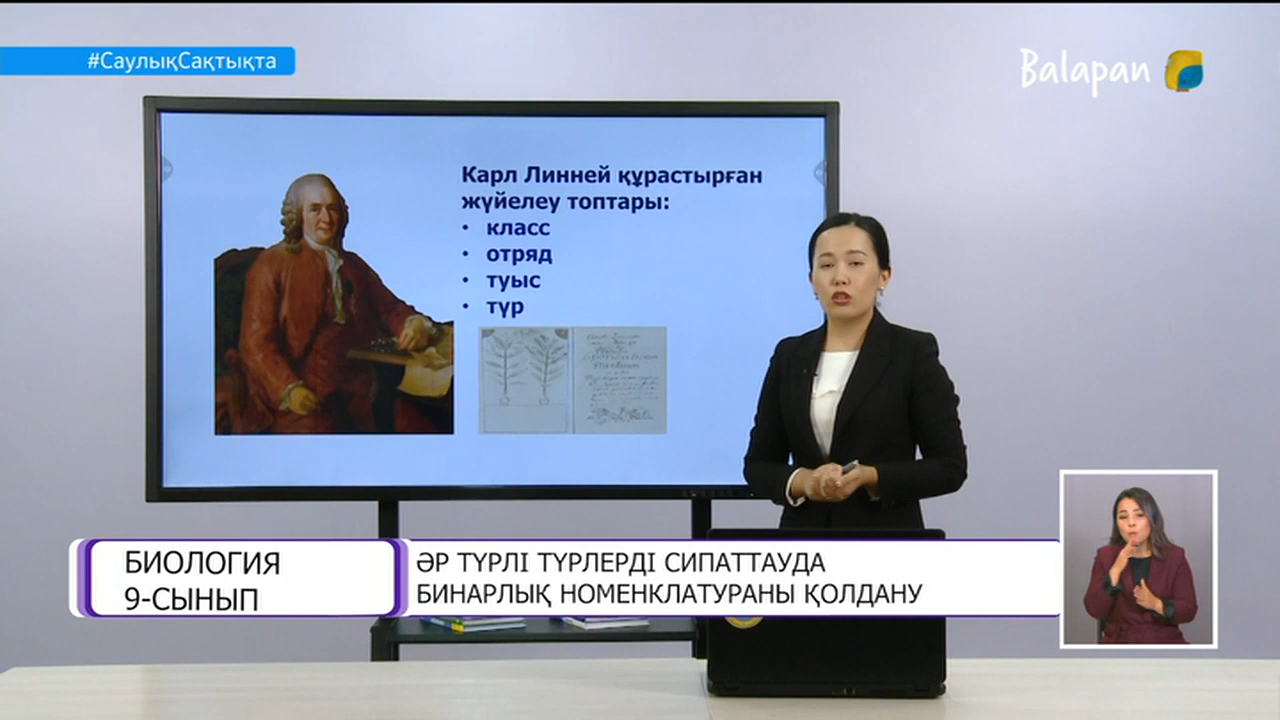 #СаулықСақтықта
Balapan
Карл Линней құрастырған
жүйелеу топтары:
• класс
• отряд
• туыс
• түр
БИОЛОГИЯ
9-СЫНЫП
ӘР ТҮРЛІ ТҮРЛЕРДІ СИПАТТАУДА
БИНАРЛЫҚ НОМЕНКЛАТУРАНЫ ҚОЛДАНУ